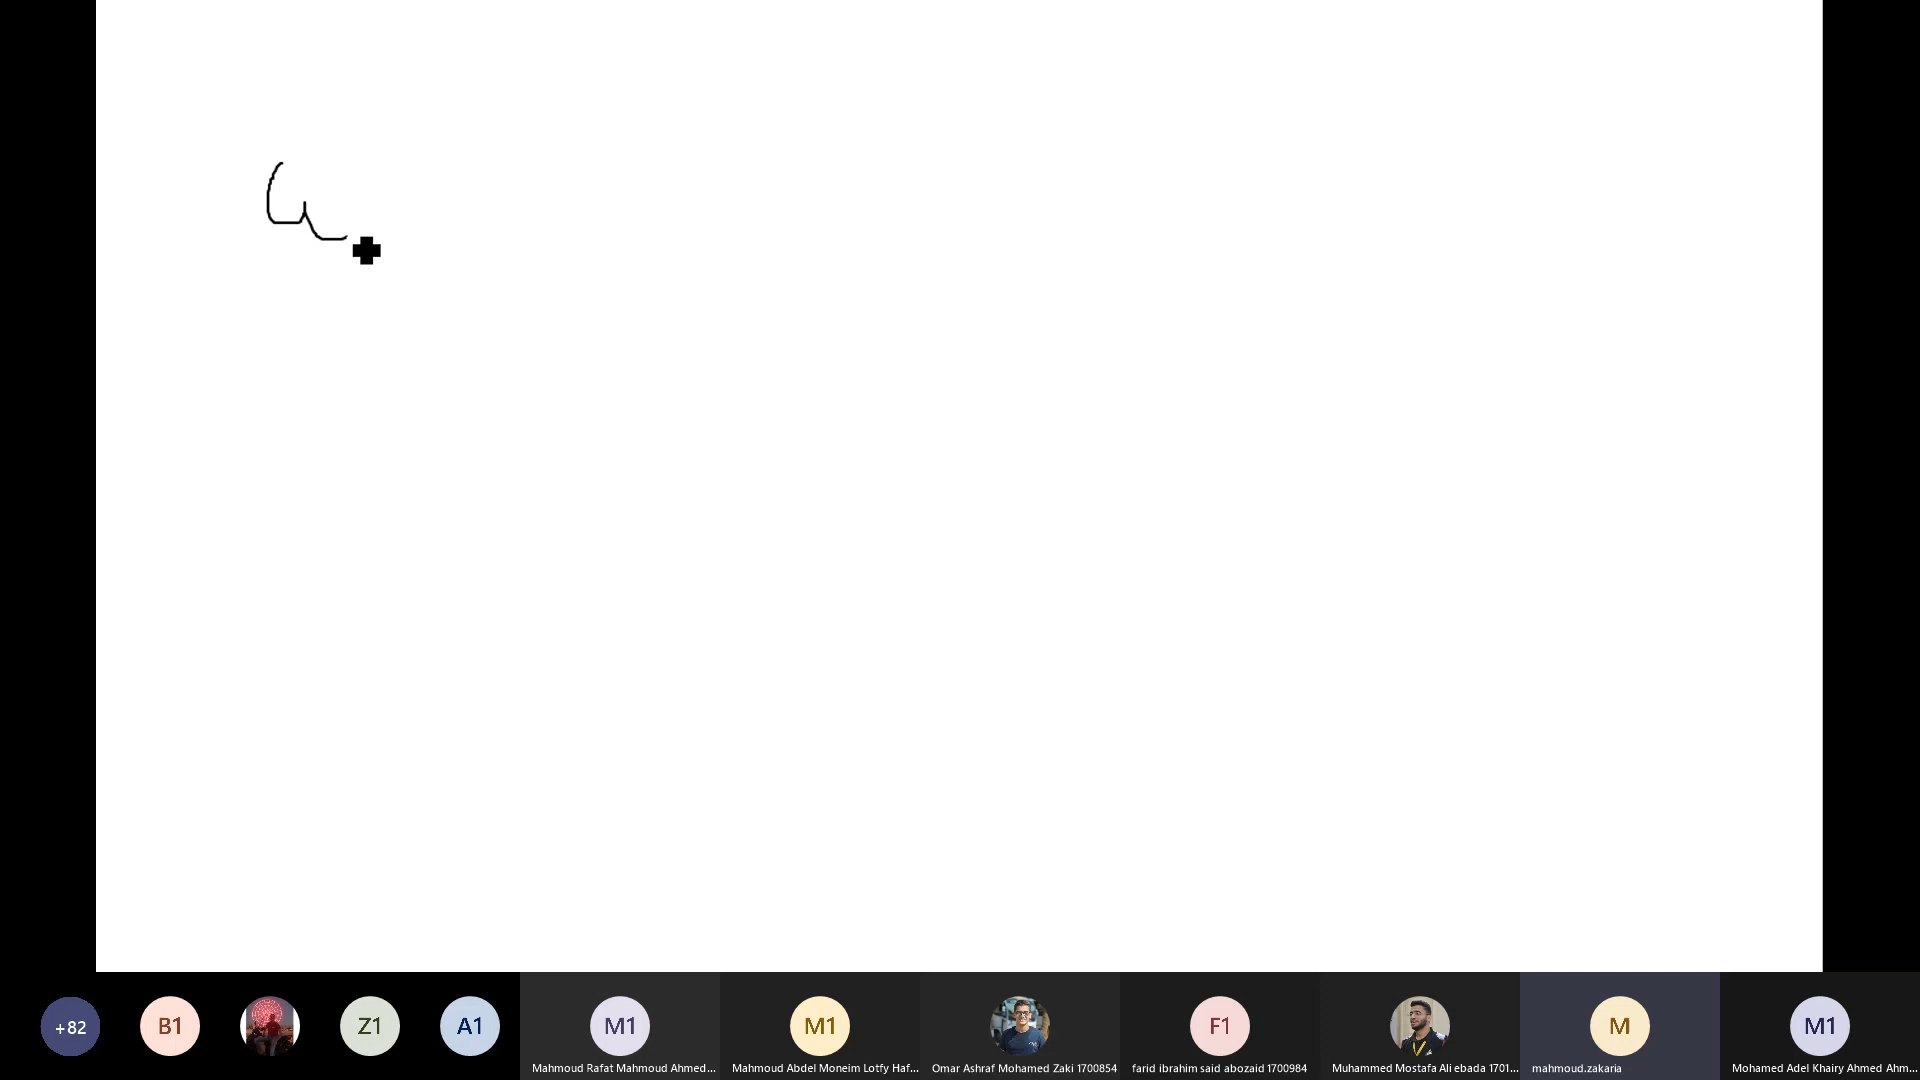 +82
B1
Z1
A1
M1
M1
F1
M
M1
Mahmoud Rafat Mahmoud Ahmed...
Mahmoud Abdel Moneim Lotfy Haf...
Omar Ashraf Mohamed Zaki 1700854
farid ibrahim said abozaid 1700984
Muhammed Mostafa Ali ebada 1701...
mahmoud.zakaria
Mohamed Adel Khairy Ahmed Ahm...